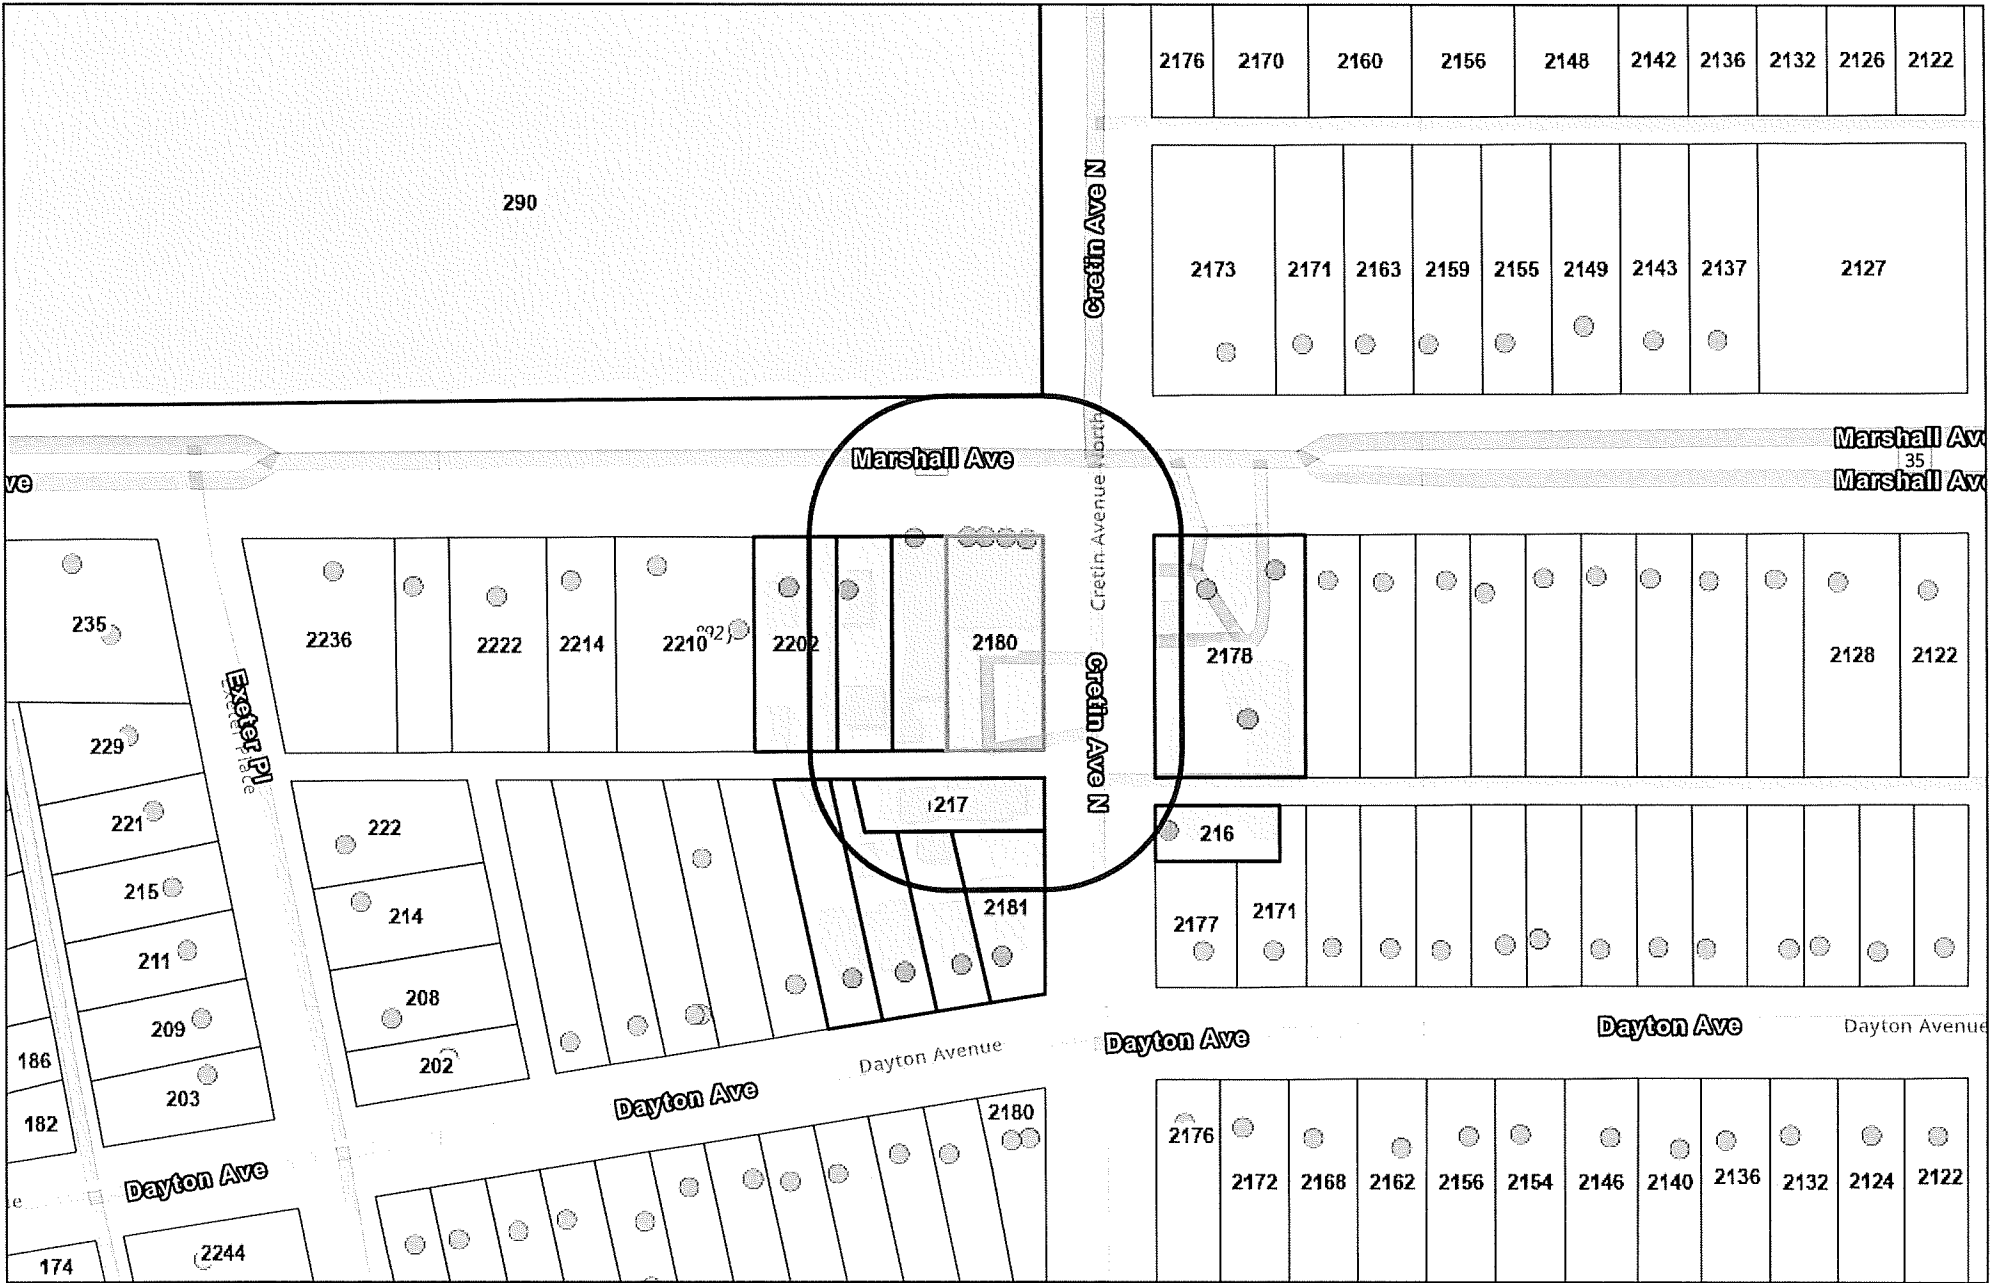 2176 2170 2160 2156 2148 2142 2136 2132 2126 2122
290
Cretin Ave N
2173 2171 2163 2159 2155 2149 2143 2137 2127
Cretin Avenue North
Marshall Ave
Marshall Ave
35
Marshall Ave
ve
235
2236 2222 2214 2210 2202 2180
92)
2178 2128 2122
Exeter Pl
Exeter Place
Cretin Ave N
229
221
215
211
209
203
222
214
208
202
217
216
2181
2177 2171
186
182
174
Dayton Avenue
Dayton Ave
Dayton Ave
Dayton Ave
Dayton Avenue
Dayton Ave
e
2244
2180
2176 2172 2168 2162 2156 2154 2146 2140 2136 2132 2124 2122